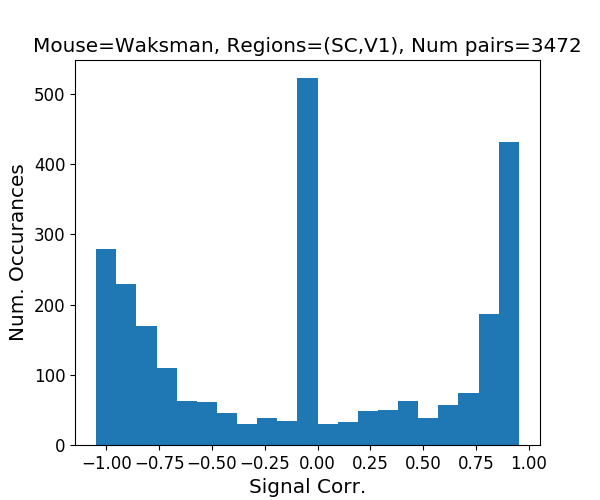 Mouse=Waksman, Regions=(SC,V1), Num pairs=3472
500
400
300
200
100
0
Num. Occurances
−1.00 −0.75 −0.50 −0.25 0.00 0.25 0.50 0.75 1.00
Signal Corr.